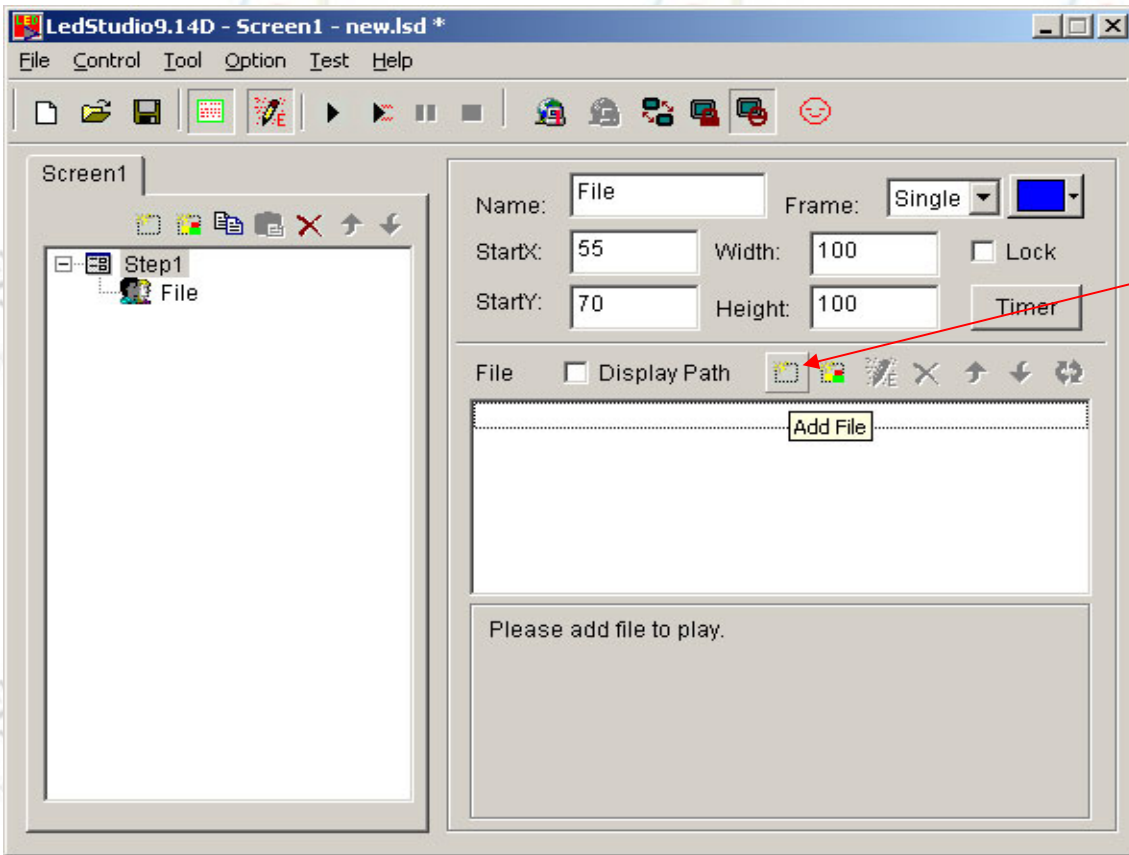 LedStudio9.14D - Screen1 - new.lsd *
File Control Tool Option Test Help
Screen1
Step1
File
Name: File Frame: Single
StartX: 55 Width: 100 Lock
StartY: 70 Height: 100 Timer
File Display Path
Add File
Please add file to play.